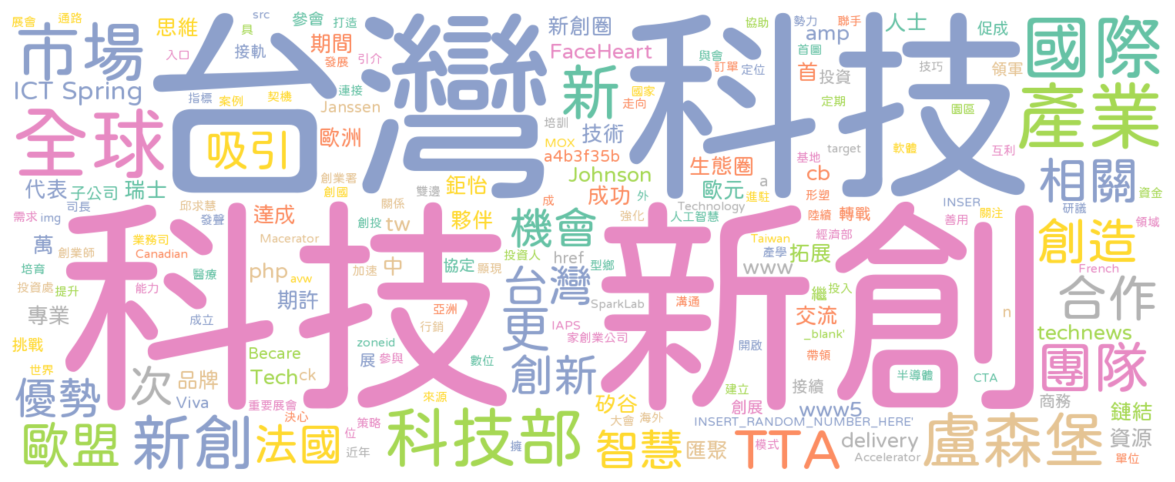 展會
通路
src
參會
打造
新創圈
具
協助
勢力
聯手
人士
促成
國際
市場
台灣
科技
思維
期間
接軌
發展
FaceHeart
與會
首圖
amp
入口
引介
訂單
定位
首
投資
技巧
領軍
ICT Spring
指標
案例
契機
連接
Janssen
新
國家
走向
定期
園區
產業
全球
吸引
歐洲
培訓
技術
MOX
a4b3f35b
生態圈
基地
target
軟體
互利
代表
子公司
瑞士
創業署
創國
雙邊
鉅怡
Johnson
成
成功
外
歐元
進駐
a
cb
形塑
相關
資金
需求
img
司長
發聲
邱求慧
達成
關係
創投
tw
夥伴
機會
強化
人工智慧
Technology
陸續
轉戰
INSER
善用
關注
研議
領域
萬
創業師
業務司
Canadian
Macerator
科技
新創
投資人
href
型鄉
Taiwan
產學
經濟部
拓展
創造
培育
醫療
php
加速
avw
中
協定
顯現
台灣
www
French
投資處
提升
能力
期許
亞洲
SparkLab
溝通
繼
投入
合作
專業
成立
行銷
更
IAPS
家創業公司
交流
n
_blank'
technews
挑戰
世界
次
Becare
zoneid
展
參與
數位
開啟
帶領
半導體
CTA
團隊
優勢
品牌
Tech
ck
創新
建立
接續
Viva
重要展會
來源
矽谷
創展
www5
商務
鏈結
決心
策略
位
大會
海外
INSERT_RANDOM_NUMBER_HERE'
歐盟
新創
法國
近年
科技部
擁
智慧
匯聚
TTA
模式
delivery
Accelerator
盧森堡
資源
單位